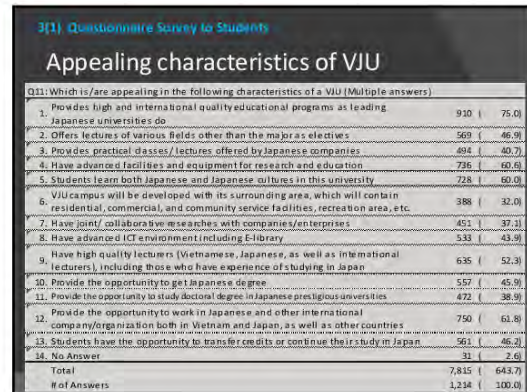 3(1) Questionnaire Survey to Students
Appealing characteristics of VJU
Q11: Which is/are appealing in the following characteristics of a VJU (Multiple answers)
1. Provides high and international quality educational programs as leading Japanese universities do 910 ( 75.0)
2. Offers lectures of various fields other than the major as electives 569 ( 46.9)
3. Provides practical classes/ lectures offered by Japanese companies 494 ( 40.7)
4. Have advanced facilities and equipment for research and education 736 ( 60.6)
5. Students learn both Japanese and Japanese cultures in this university 728 ( 60.0)
6. VJU campus will be developed with its surrounding area, which will contain residential, commercial, and community service facilities, recreation area, etc. 388 ( 32.0)
7. Have joint/ collaborative researches with companies/enterprises 451 ( 37.1)
8. Have advanced ICT environment including E-library 533 ( 43.9)
9. Have high quality lecturers (Vietnamese, Japanese, as well as international lecturers), including those who have experience of studying in Japan 635 ( 52.3)
10. Provide the opportunity to get Japanese degree 557 ( 45.9)
11. Provide the opportunity to study doctoral degree in Japanese prestigious universities 472 ( 38.9)
12. Provide the opportunity to work in Japanese and other international company/organization both in Vietnam and Japan, as well as other countries 750 ( 61.8)
13. Students have the opportunity to transfer credits or continue their study in Japan 561 ( 46.2)
14. No Answer 31 ( 2.6)
Total 7,815 ( 643.7)
# of Answers 1,214 ( 100.0)